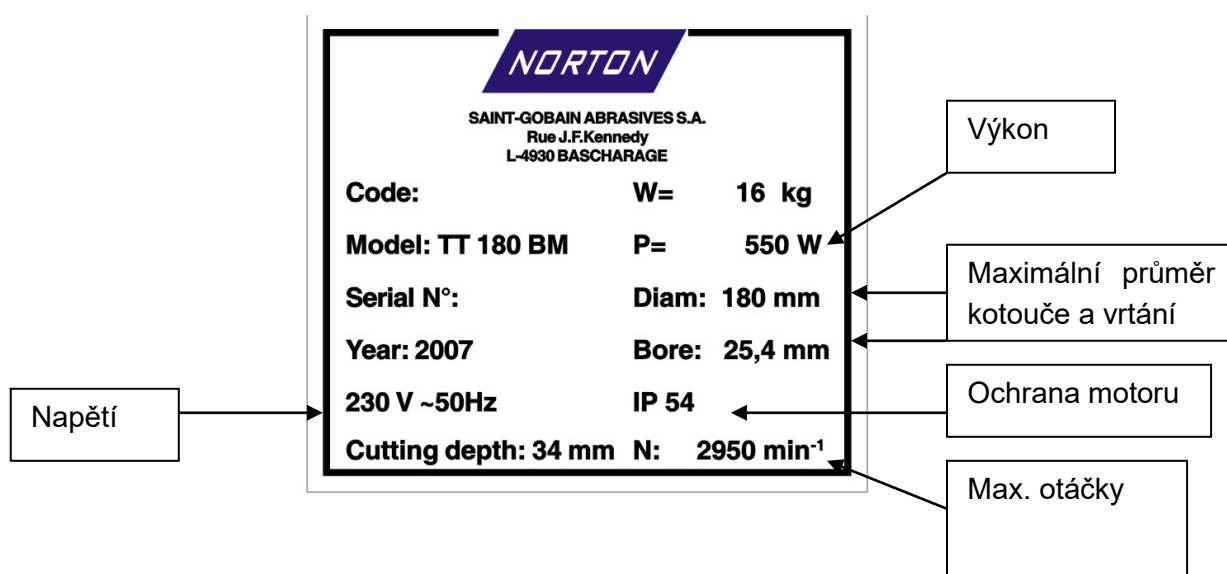 NORTON
SAINT-GOBAIN ABRASIVES S.A.
Rue J.F.Kennedy
L-4930 BASCHARAGE
Code: W= 16 kg
Model: TT 180 BM P= 550 W
Serial N°: Diam: 180 mm
Year: 2007 Bore: 25,4 mm
230 V ~50Hz IP 54
Cutting depth: 34 mm N: 2950 min⁻¹
Napětí
Výkon
Maximální průměr
kotouče a vrtání
Ochrana motoru
Max. otáčky